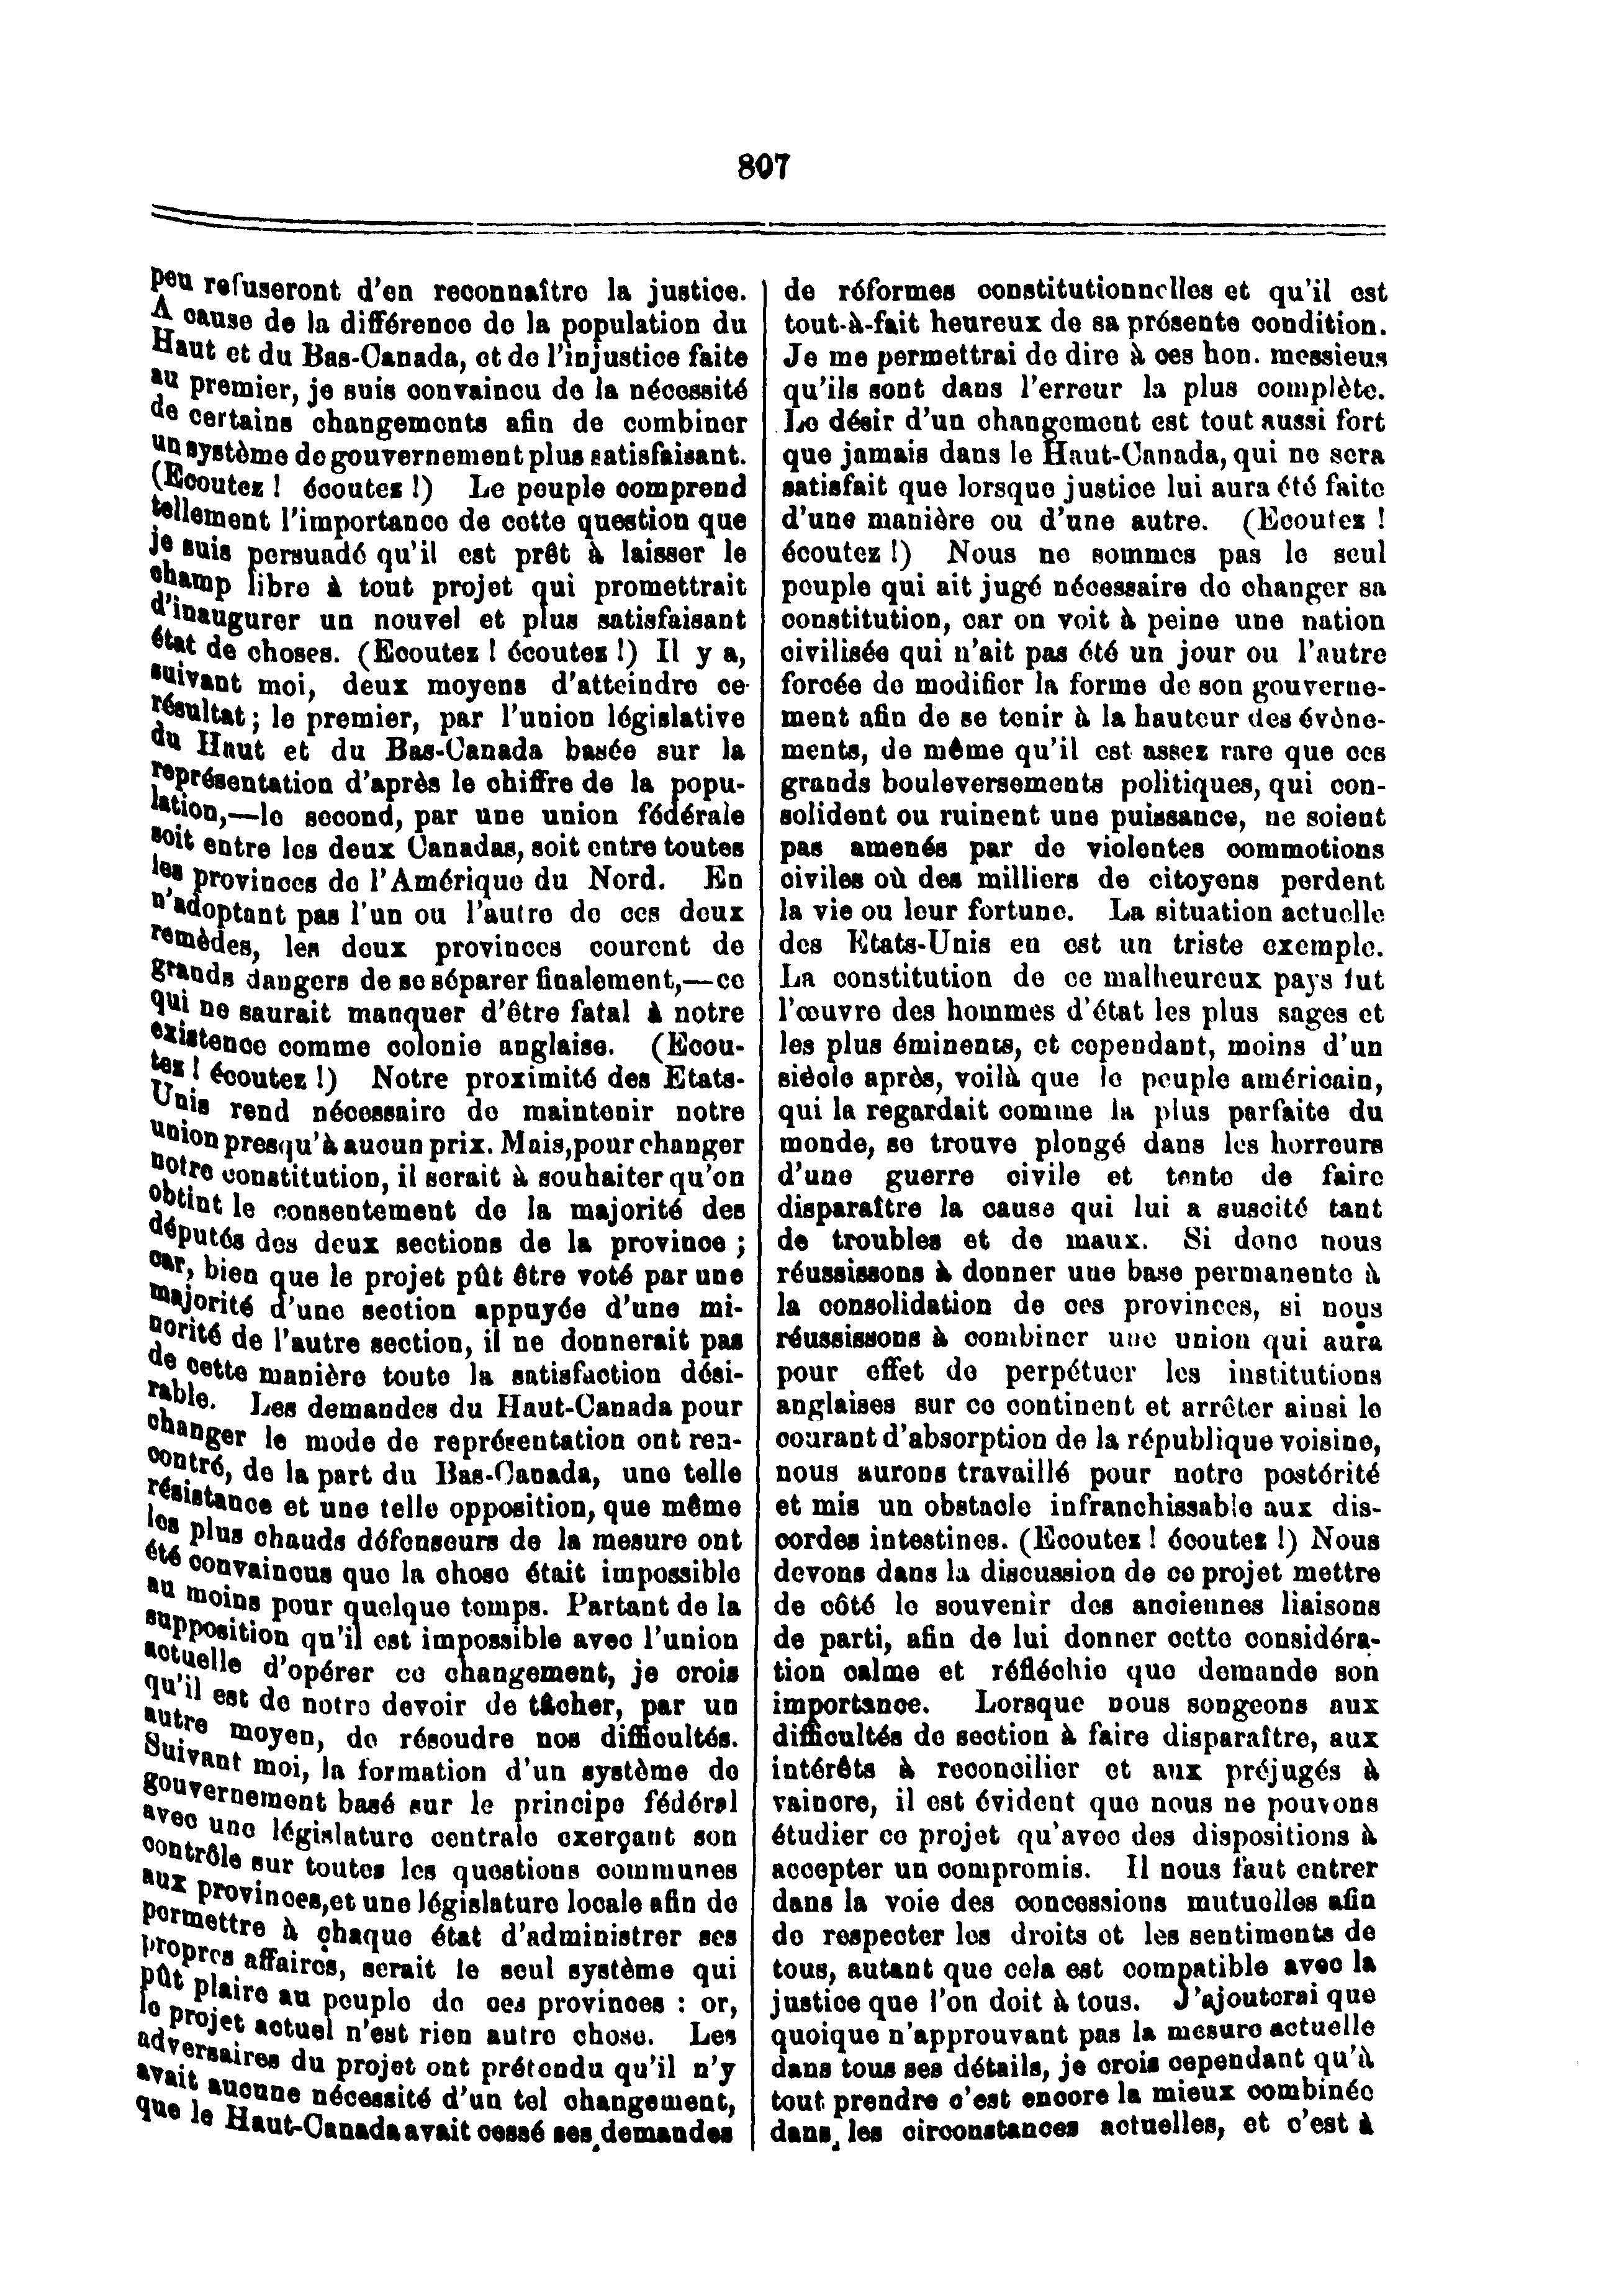 807
peu refuseront d'en reconnaître la justice.
A cause de la différence de la population du
Haut et du Bas-Canada, et de l'injustice faite
au premier, je suis convaincu de la nécessité
de certains changements afin de combiner
un système de gouvernement plus satisfaisant.
(Ecoutez ! écoutez !) Le peuple comprend
tellement l'importance de cette question que
je suis persuadé qu'il est prêt à laisser le
champ libre à tout projet qui promettrait
d'inaugurer un nouvel et plus satisfaisant
état de choses. (Ecoutez ! écoutez !) Il y a,
suivant moi, deux moyens d'atteindre ce
résultat ; le premier, par l'union législative
du Haut et du Bas-Canada basée sur la
représentation d'après le chiffre de la popu-
lation,—le second, par une union fédérale
soit entre les deux Canadas, soit entre toutes
les provinces de l'Amérique du Nord. En
n'adoptant pas l'un ou l'autre de ces deux
remèdes, les deux provinces courent de
grands dangers de se séparer finalement,—ce
qui ne saurait manquer d'être fatal à notre
existence comme colonie anglaise. (Ecou-
tez ! écoutez !) Notre proximité des Etats-
Unis rend nécessaire de maintenir notre
union presqu'à aucun prix. Mais, pour changer
notre constitution, il serait à souhaiter qu'on
obtint le consentement de la majorité des
députés des deux sections de la province ;
car, bien que le projet pût être voté par une
majorité d'une section appuyée d'une mi-
norité de l'autre section, il ne donnerait pas
de cette manière toute la satisfaction dési-
rable. Les demandes du Haut-Canada pour
changer le mode de représentation ont ren-
contré, de la part du Bas-Canada, une telle
résistance et une telle opposition, que même
les plus chauds défenseurs de la mesure ont
été convaincus que la chose était impossible
au moins pour quelque temps. Partant de la
supposition qu'il est impossible avec l'union
actuelle d'opérer ce changement, je crois
qu'il est de notre devoir de tâcher, par un
autre moyen, de résoudre nos difficultés.
Suivant moi, la formation d'un système de
gouvernement basé sur le principe fédéral
avec une législature centrale exerçant son
contrôle sur toutes les questions communes
aux provinces, et une législature locale afin de
permettre à chaque état d'administrer ses
propres affaires, serait le seul système qui
pût plaire au peuple de ces provinces : or,
le projet actuel n'est rien autre chose. Les
adversaires du projet ont prétendu qu'il n'y
avait aucune nécessité d'un tel changement,
que le Haut-Canada avait cessé ses demandes
de réformes constitutionnelles et qu'il est
tout-à-fait heureux de sa présente condition.
Je me permettrai de dire à ces hon. messieus
qu'ils sont dans l'erreur la plus complète.
Le désir d'un changement est tout aussi fort
que jamais dans le Haut-Canada, qui ne sera
satisfait que lorsque justice lui aura été faite
d'une manière ou d'une autre. (Ecoutez !
écoutez !) Nous ne sommes pas le seul
peuple qui ait jugé nécessaire de changer sa
constitution, car on voit à peine une nation
civilisée qui n'ait pas été un jour ou l'autre
forcée de modifier la forme de son gouverne-
ment afin de se tenir à la hauteur des évène-
ments, de même qu'il est assez rare que ces
grands bouleversements politiques, qui con-
solident ou ruinent une puissance, ne soient
pas amenés par de violentes commotions
civiles où des milliers de citoyens perdent
la vie ou leur fortune. La situation actuelle
des Etats-Unis en est un triste exemple.
La constitution de ce malheureux pays fut
l'œuvre des hommes d'état les plus sages et
les plus éminents, et cependant, moins d'un
siècle après, voilà que le peuple américain,
qui la regardait comme la plus parfaite du
monde, se trouve plongé dans les horreurs
d'une guerre civile et tente de faire
disparaître la cause qui lui a suscité tant
de troubles et de maux. Si donc nous
réussissons à donner une base permanente à
la consolidation de ces provinces, si nous
réussissons à combiner une union qui aura
pour effet de perpétuer les institutions
anglaises sur ce continent et arrêter ainsi le
courant d'absorption de la république voisine,
nous aurons travaillé pour notre postérité
et mis un obstacle infranchissable aux dis-
cordes intestines. (Ecoutez ! écoutez !) Nous
devons dans la discussion de ce projet mettre
de côté le souvenir des anciennes liaisons
de parti, afin de lui donner cette considéra-
tion calme et réfléchie que demande son
importance. Lorsque nous songeons aux
difficultés de section à faire disparaître, aux
intérêts à reconcilier et aux préjugés à
vaincre, il est évident que nous ne pouvons
étudier ce projet qu'avec des dispositions à
accepter un compromis. Il nous faut entrer
dans la voie des concessions mutuelles afin
de respecter les droits et les sentiments de
tous, autant que cela est compatible avec la
justice que l'on doit à tous. J'ajouterai que
quoique n'approuvant pas la mesure actuelle
dans tous ses détails, je crois cependant qu'à
tout prendre c'est encore la mieux combinée
dans les circonstances actuelles, et c'est à